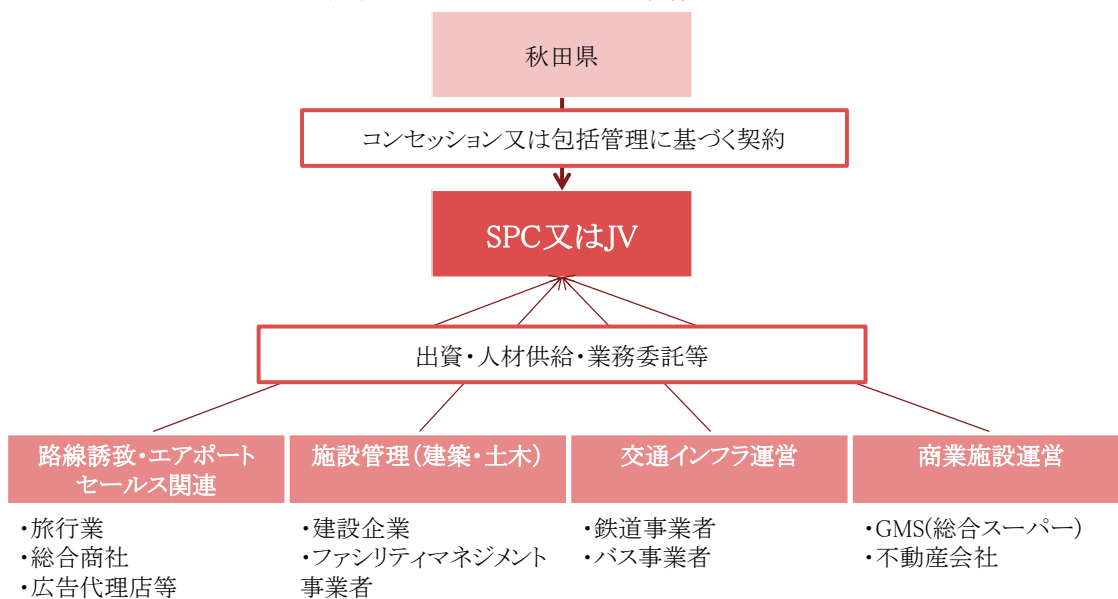 秋田県
コンセッション又は包括管理に基づく契約
SPC又はJV
出資・人材供給・業務委託等
路線誘致・エアポート
セールス関連
・旅行業
・総合商社
・広告代理店等
施設管理(建築・土木)
・建設企業
・ファシリティマネジメント
事業者
交通インフラ運営
・鉄道事業者
・バス事業者
商業施設運営
・GMS(総合スーパー)
・不動産会社